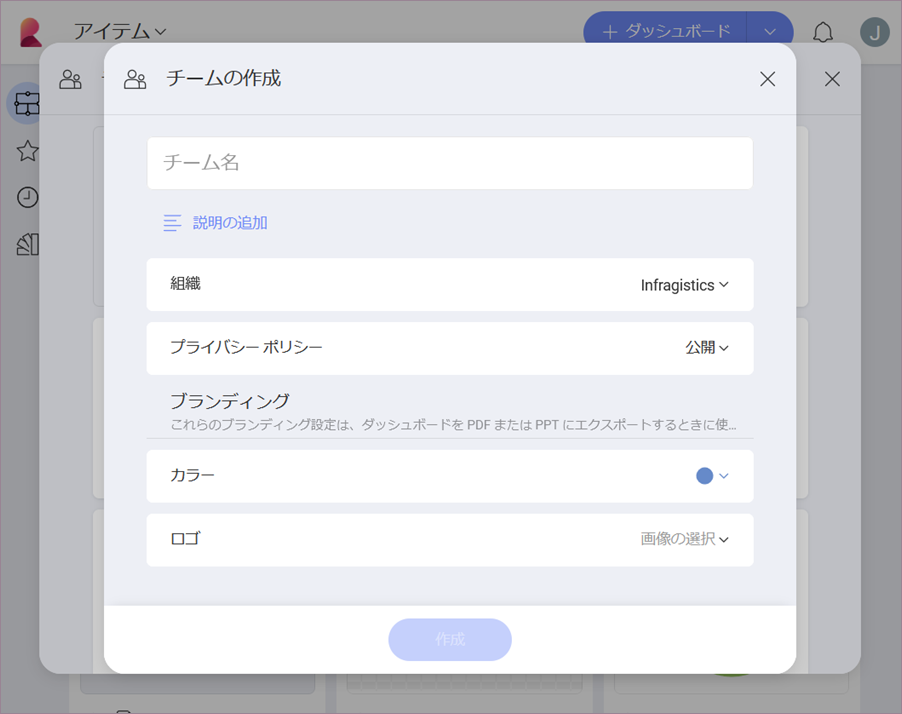 アイテム
+ ダッシュボード
J
チームの作成
チーム名
説明の追加
組織
Infragistics
プライバシー ポリシー
公開
ブランディング
これらのブランディング設定は、ダッシュボードを PDF または PPT にエクスポートするときに使...
カラー
ロゴ
画像の選択
作成